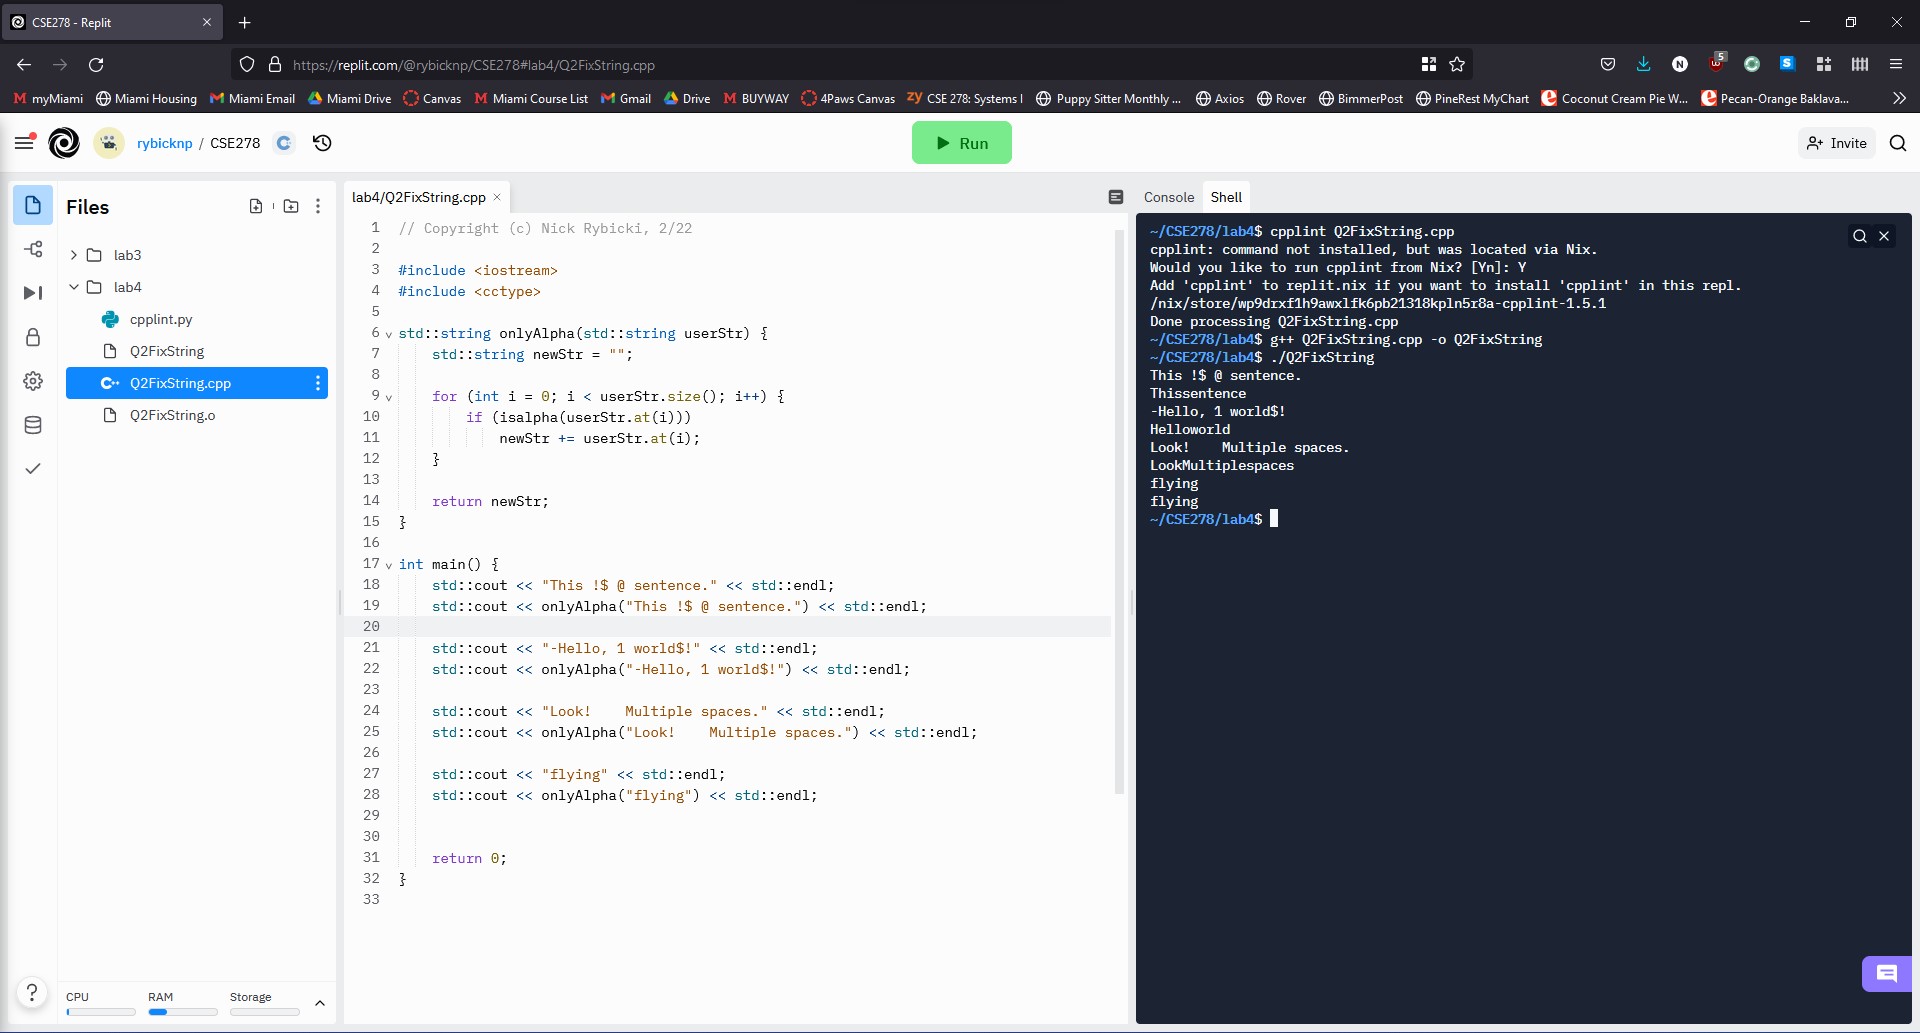 CSE278 - Replit
https://replit.com/@rybicknp/CSE278#lab4/Q2FixString.cpp
5
myMiami Miami Housing Miami Email Miami Drive Canvas Miami Course List Gmail Drive BUYWAY 4Paws Canvas CSE 278: Systems I Puppy Sitter Monthly ... Axios Rover BimmerPost PineRest MyChart Coconut Cream Pie W... Pecan-Orange Baklava...
rybicknp / CSE278
Run
Invite
Files
lab3
lab4
cpplint.py
Q2FixString
Q2FixString.cpp
Q2FixString.o
CPU RAM Storage
lab4/Q2FixString.cpp
1 // Copyright (c) Nick Rybicki, 2/22
2
3 #include <iostream>
4 #include <cctype>
5
6 std::string onlyAlpha(std::string userStr) {
7 std::string newStr = "";
8
9 for (int i = 0; i < userStr.size(); i++) {
10 if (isalpha(userStr.at(i)))
11 newStr += userStr.at(i);
12 }
13
14 return newStr;
15 }
16
17 int main() {
18 std::cout << "This !$ @ sentence." << std::endl;
19 std::cout << onlyAlpha("This !$ @ sentence.") << std::endl;
20
21 std::cout << "-Hello, 1 world$!" << std::endl;
22 std::cout << onlyAlpha("-Hello, 1 world$!") << std::endl;
23
24 std::cout << "Look!    Multiple spaces." << std::endl;
25 std::cout << onlyAlpha("Look!    Multiple spaces.") << std::endl;
26
27 std::cout << "flying" << std::endl;
28 std::cout << onlyAlpha("flying") << std::endl;
29
30
31 return 0;
32 }
33
Console Shell
~/CSE278/lab4$ cpplint Q2FixString.cpp
cpplint: command not installed, but was located via Nix.
Would you like to run cpplint from Nix? [Yn]: Y
Add 'cpplint' to replit.nix if you want to install 'cpplint' in this repl.
/nix/store/wp9drxf1h9awxlfk6pb21318kpln5r8a-cpplint-1.5.1
Done processing Q2FixString.cpp
~/CSE278/lab4$ g++ Q2FixString.cpp -o Q2FixString
~/CSE278/lab4$ ./Q2FixString
This !$ @ sentence.
Thissentence
-Hello, 1 world$!
Helloworld
Look!    Multiple spaces.
LookMultiplespaces
flying
flying
~/CSE278/lab4$